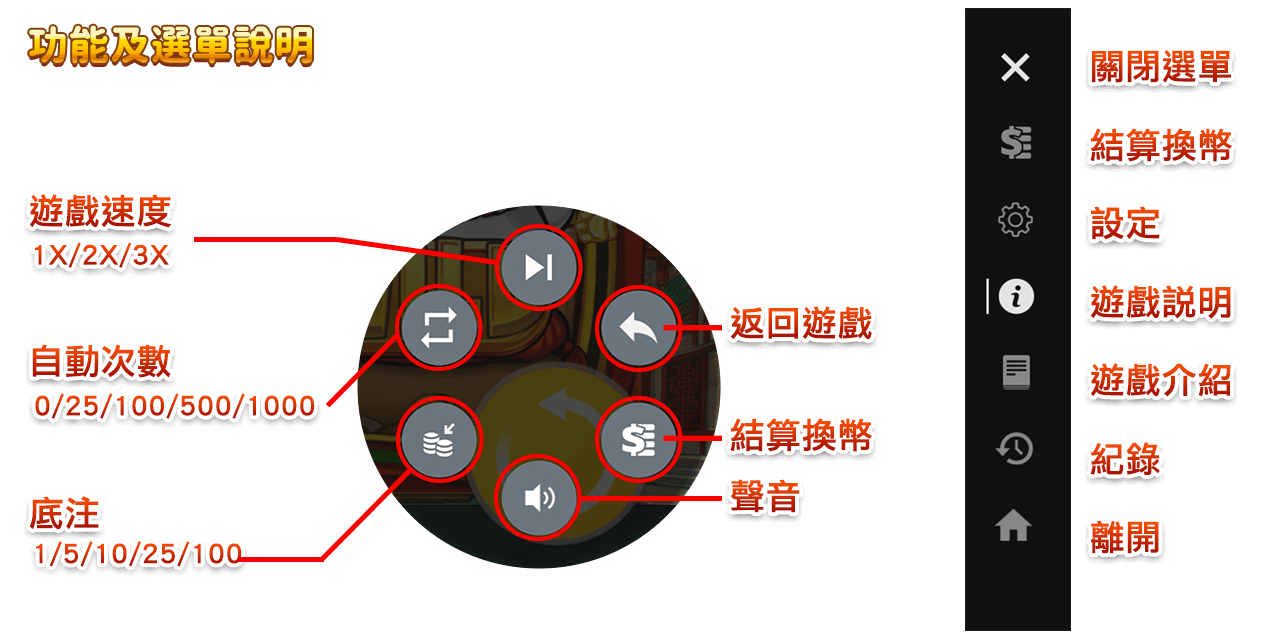 功能及選單說明
遊戲速度
1X/2X/3X
自動次數
0/25/100/500/1000
底注
1/5/10/25/100
返回遊戲
結算換幣
聲音
關閉選單
結算換幣
設定
遊戲說明
遊戲介紹
紀錄
離開